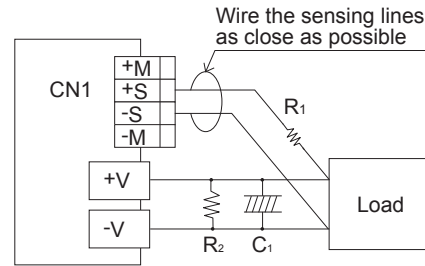 Wire the sensing lines
as close as possible
CN1
+M
+S
-S
-M
R1
+V
-V
Load
R2
C1